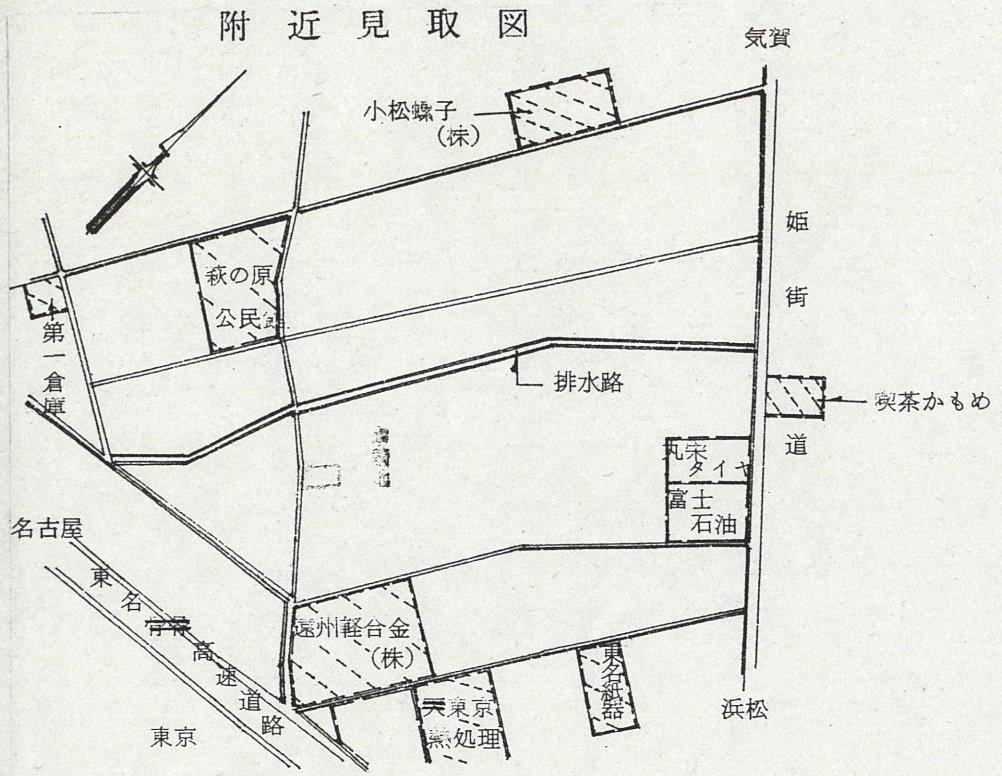 附近見取図
気賀
小松螺子
(株)
姫街道
萩の原
公民館
第一倉庫
排水路
喫茶かもめ
丸栄
タイヤ
富士
石油
名古屋
東名高速道路
遠州軽合金
(株)
東京
熱処理
東名紙器
浜松
東京